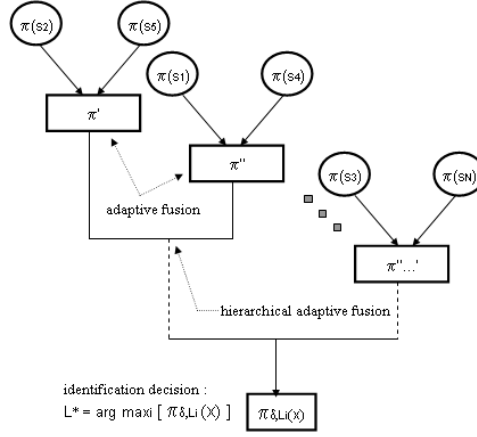 π(S2)
π(S5)
π(S1)
π(S4)
π'
π"
π(S3)
π(SN)
adaptive fusion
π"...'
hierarchical adaptive fusion
identification decision :
L* = arg maxi [ πδ,Li(X) ]
πδ,Li(X)